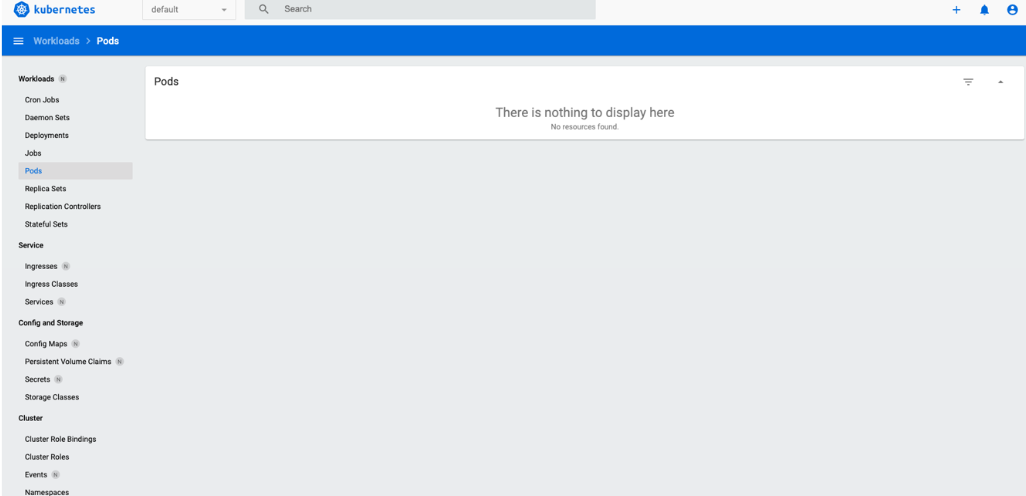 kubernetes
default
Search
Workloads > Pods
Workloads N
Cron Jobs
Daemon Sets
Deployments
Jobs
Pods
Replica Sets
Replication Controllers
Stateful Sets
Service
Ingresses N
Ingress Classes
Services N
Config and Storage
Config Maps N
Persistent Volume Claims N
Secrets N
Storage Classes
Cluster
Cluster Role Bindings
Cluster Roles
Events N
Namespaces
Pods
There is nothing to display here
No resources found.